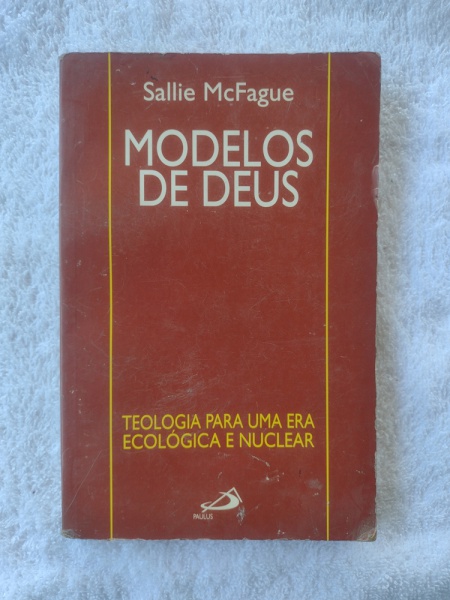 Sallie McFague
MODELOS
DE DEUS
TEOLOGIA PARA UMA ERA
ECOLÓGICA E NUCLEAR
PAULUS